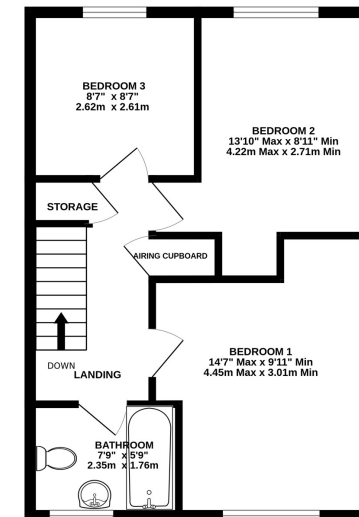 BEDROOM 3
8'7" x 8'7"
2.62m x 2.61m
BEDROOM 2
13'10" Max x 8'11" Min
4.22m Max x 2.71m Min
STORAGE
AIRING CUPBOARD
BEDROOM 1
14'7" Max x 9'11" Min
4.45m Max x 3.01m Min
DOWN
LANDING
BATHROOM
7'9" x 5'9"
2.35m x 1.76m